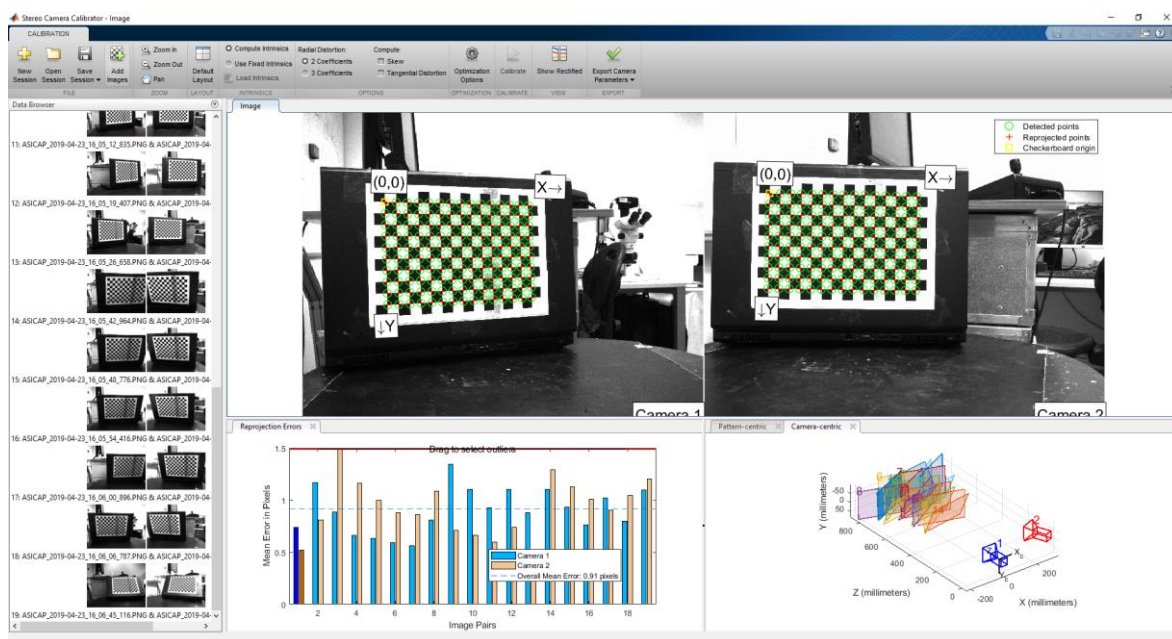 Stereo Camera Calibrator - Image
CALIBRATION
New Session
Open Session
Save Session
Add Images
Zoom in
Zoom Out
Pan
Default Layout
Compute Intrinsics
Use Fixed Intrinsics
Load Intrinsics
Radial Distortion:
2 Coefficients
3 Coefficients
Compute:
Skew
Tangential Distortion
Optimization Options
Calibrate
Show Rectified
Export Camera Parameters
FILE
ZOOM
LAYOUT
INTRINSICS
OPTIONS
OPTIMIZATION
CALIBRATE
VIEW
EXPORT
Data Browser
11: ASICAP_2019-04-23_16_05_12_835.PNG & ASICAP_2019-04-
12: ASICAP_2019-04-23_16_05_19_407.PNG & ASICAP_2019-04-
13: ASICAP_2019-04-23_16_05_26_658.PNG & ASICAP_2019-04-
14: ASICAP_2019-04-23_16_05_42_964.PNG & ASICAP_2019-04-
15: ASICAP_2019-04-23_16_05_48_776.PNG & ASICAP_2019-04-
16: ASICAP_2019-04-23_16_05_54_416.PNG & ASICAP_2019-04-
17: ASICAP_2019-04-23_16_06_00_896.PNG & ASICAP_2019-04-
18: ASICAP_2019-04-23_16_06_06_787.PNG & ASICAP_2019-04-
19: ASICAP_2019-04-23_16_06_45_116.PNG & ASICAP_2019-04-
Image
(0,0)
X→
↓Y
Camera 1
(0,0)
X→
↓Y
Camera 2
Detected points
Reprojected points
Checkerboard origin
Reprojection Errors
Drag to select outliers
Mean Error in Pixels
1.5
1
0.5
0
2 4 6 8 10 12 14 16 18
Image Pairs
Camera 1
Camera 2
Overall Mean Error: 0.91 pixels
Pattern-centric
Camera-centric
Y (millimeters)
-50
0
50
800
600
400
200
0
Z (millimeters)
-200
0
200
X (millimeters)
8
6
7
1
2
Xc
Yc